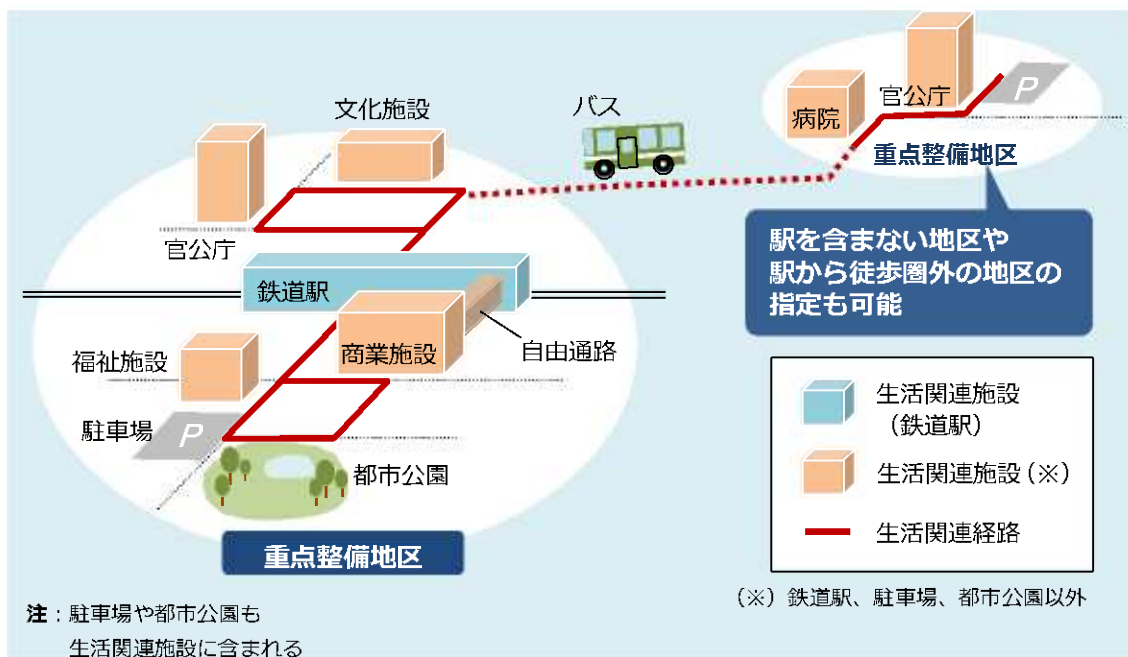 文化施設
バス
官公庁
病院
P
重点整備地区
官公庁
駅を含まない地区や
駅から徒歩圏外の地区の
指定も可能
鉄道駅
商業施設
自由通路
福祉施設
駐車場
P
都市公園
重点整備地区
生活関連施設
（鉄道駅）
生活関連施設（※）
生活関連経路
（※）鉄道駅、駐車場、都市公園以外
注：駐車場や都市公園も
生活関連施設に含まれる